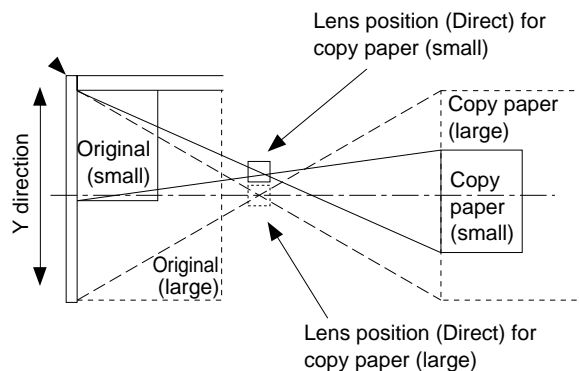 Lens position (Direct) for
copy paper (small)
Copy paper
(large)
Original
(small)
Y direction
Copy
paper
(small)
Original
(large)
Lens position (Direct) for
copy paper (large)